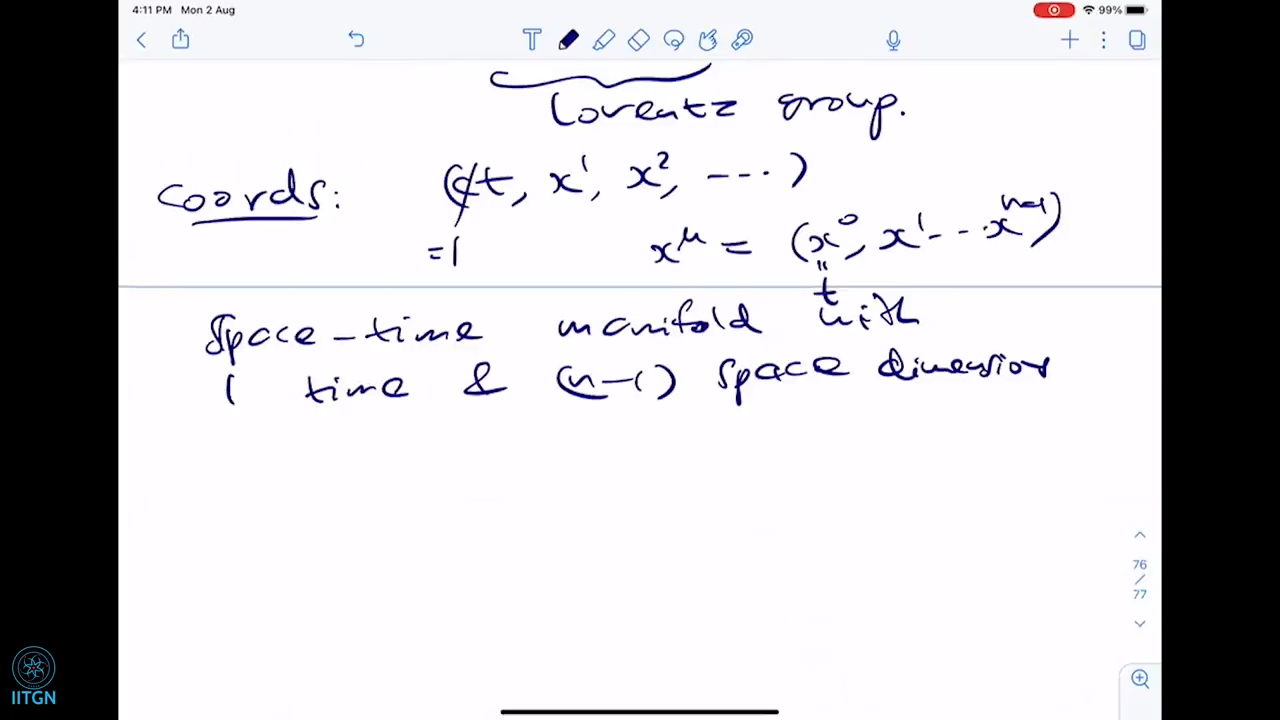 4:11 PM Mon 2 Aug
99%
Lorentz group.
Coords: (ct, x¹, x², ---)
=1 xᵘ = (x⁰, x¹--- xⁿ⁻¹)
"
t
Space-time manifold with
1 time & (n-1) space dimensions
76
/
77
IITGN